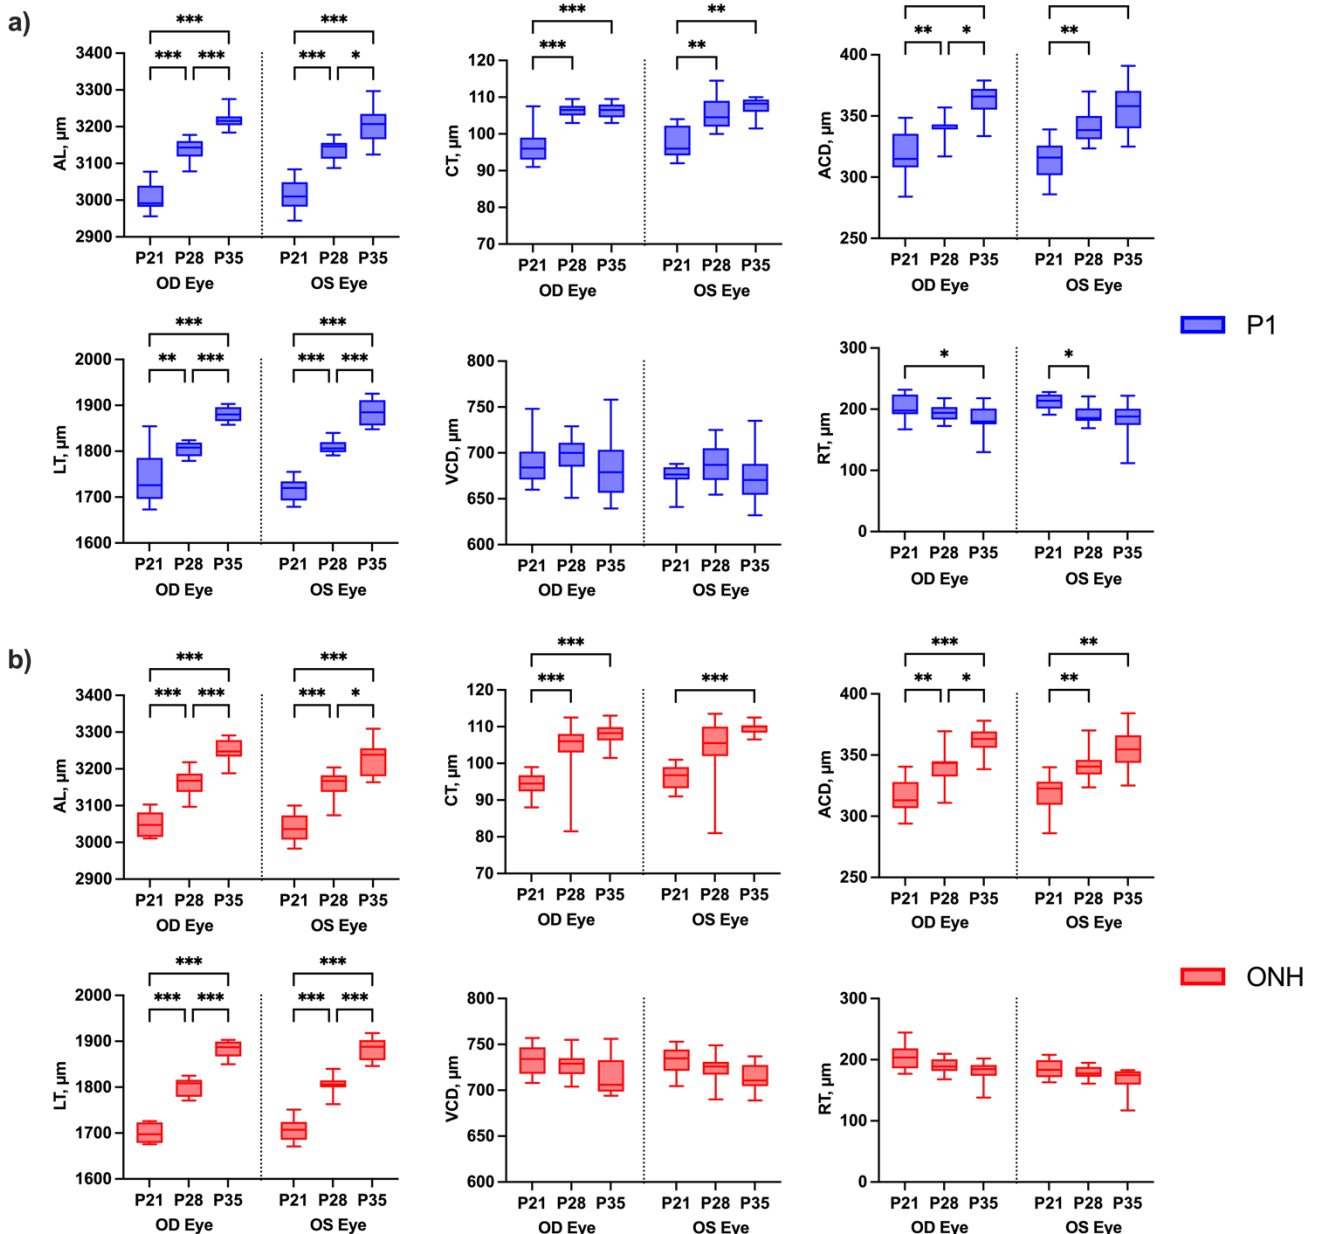 a)
*** ***
*** *** *** *
AL, µm
3400
3300
3200
3100
3000
2900
P21 P28 P35 P21 P28 P35
OD Eye OS Eye
*** **
*** **
CT, µm
120
110
100
90
80
70
P21 P28 P35 P21 P28 P35
OD Eye OS Eye
** * **
ACD, µm
400
350
300
250
P21 P28 P35 P21 P28 P35
OD Eye OS Eye
*** ***
** *** *** ***
LT, µm
2000
1900
1800
1700
1600
P21 P28 P35 P21 P28 P35
OD Eye OS Eye
VCD, µm
800
750
700
650
600
P21 P28 P35 P21 P28 P35
OD Eye OS Eye
* *
RT, µm
300
200
100
0
P21 P28 P35 P21 P28 P35
OD Eye OS Eye
P1
b)
*** ***
*** *** *** *
AL, µm
3400
3300
3200
3100
3000
2900
P21 P28 P35 P21 P28 P35
OD Eye OS Eye
***
*** ***
CT, µm
120
110
100
90
80
70
P21 P28 P35 P21 P28 P35
OD Eye OS Eye
*** **
** * **
ACD, µm
400
350
300
250
P21 P28 P35 P21 P28 P35
OD Eye OS Eye
*** ***
*** *** *** ***
LT, µm
2000
1900
1800
1700
1600
P21 P28 P35 P21 P28 P35
OD Eye OS Eye
VCD, µm
800
750
700
650
600
P21 P28 P35 P21 P28 P35
OD Eye OS Eye
RT, µm
300
200
100
0
P21 P28 P35 P21 P28 P35
OD Eye OS Eye
ONH